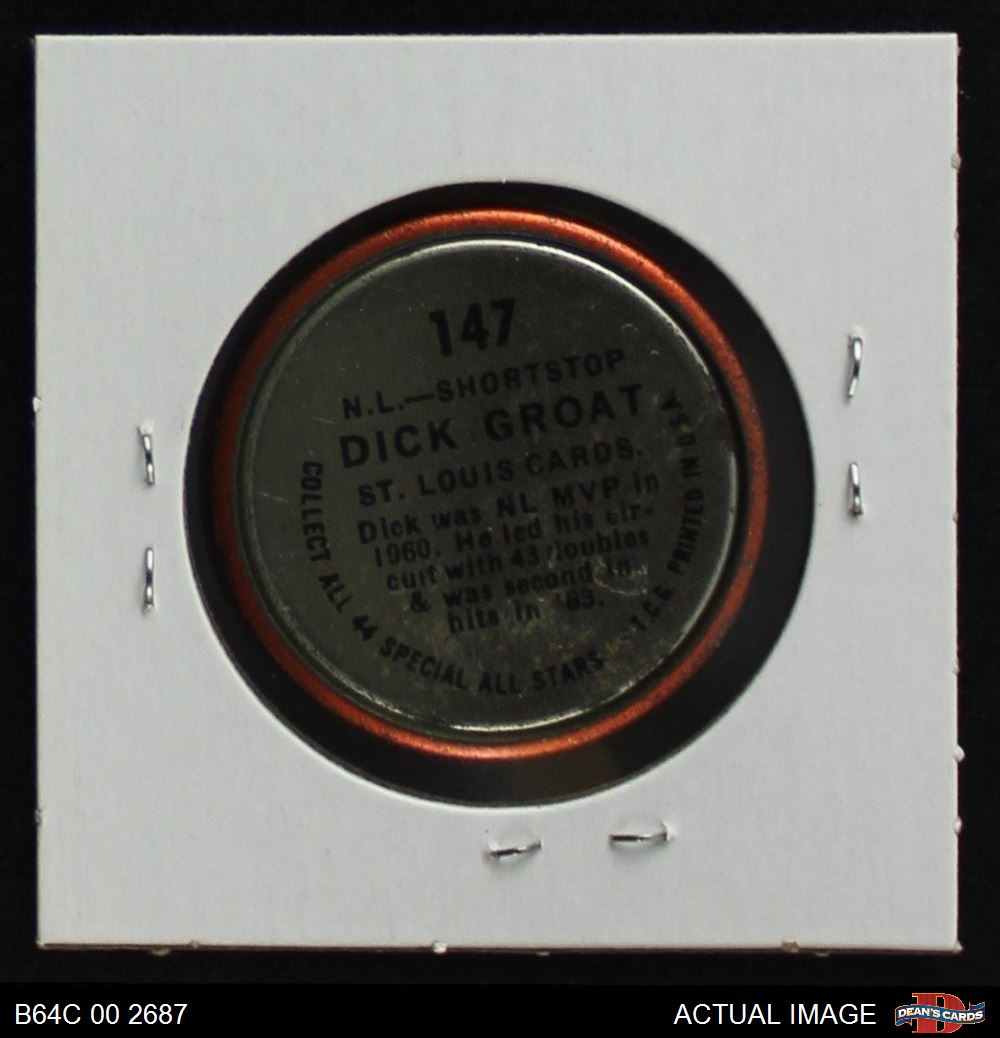 147
N.L.—SHORTSTOP
DICK GROAT
ST. LOUIS CARDS.
Dick was NL MVP in
1960. He led his cir-
cuit with 43 doubles
& was second in
hits in '63.
COLLECT ALL 44 SPECIAL ALL STARS
T.C.G. PRINTED IN USA
B64C 00 2687
ACTUAL IMAGE
D
DEAN'S CARDS